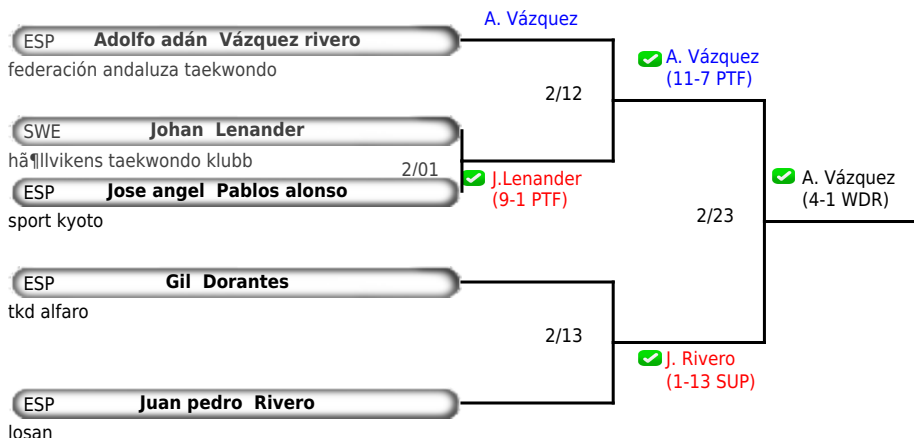 A. Vázquez
ESP Adolfo adán Vázquez rivero
federación andaluza taekwondo
A. Vázquez
(11-7 PTF)
2/12
SWE Johan Lenander
hã¶llvikens taekwondo klubb
2/01
J.Lenander
(9-1 PTF)
ESP Jose angel Pablos alonso
sport kyoto
A. Vázquez
(4-1 WDR)
2/23
ESP Gil Dorantes
tkd alfaro
2/13
J. Rivero
(1-13 SUP)
ESP Juan pedro Rivero
losan